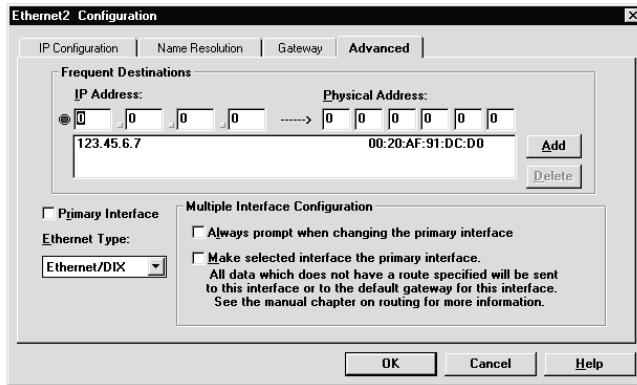 Ethernet2 Configuration
IP Configuration Name Resolution Gateway Advanced
Frequent Destinations
IP Address: Physical Address:
0 . 0 . 0 . 0 -----> 0 0 0 0 0 0
123.45.6.7 00:20:AF:91:DC:D0
Add
Delete
Primary Interface
Ethernet Type:
Ethernet/DIX
Multiple Interface Configuration
Always prompt when changing the primary interface
Make selected interface the primary interface.
All data which does not have a route specified will be sent
to this interface or to the default gateway for this interface.
See the manual chapter on routing for more information.
OK Cancel Help